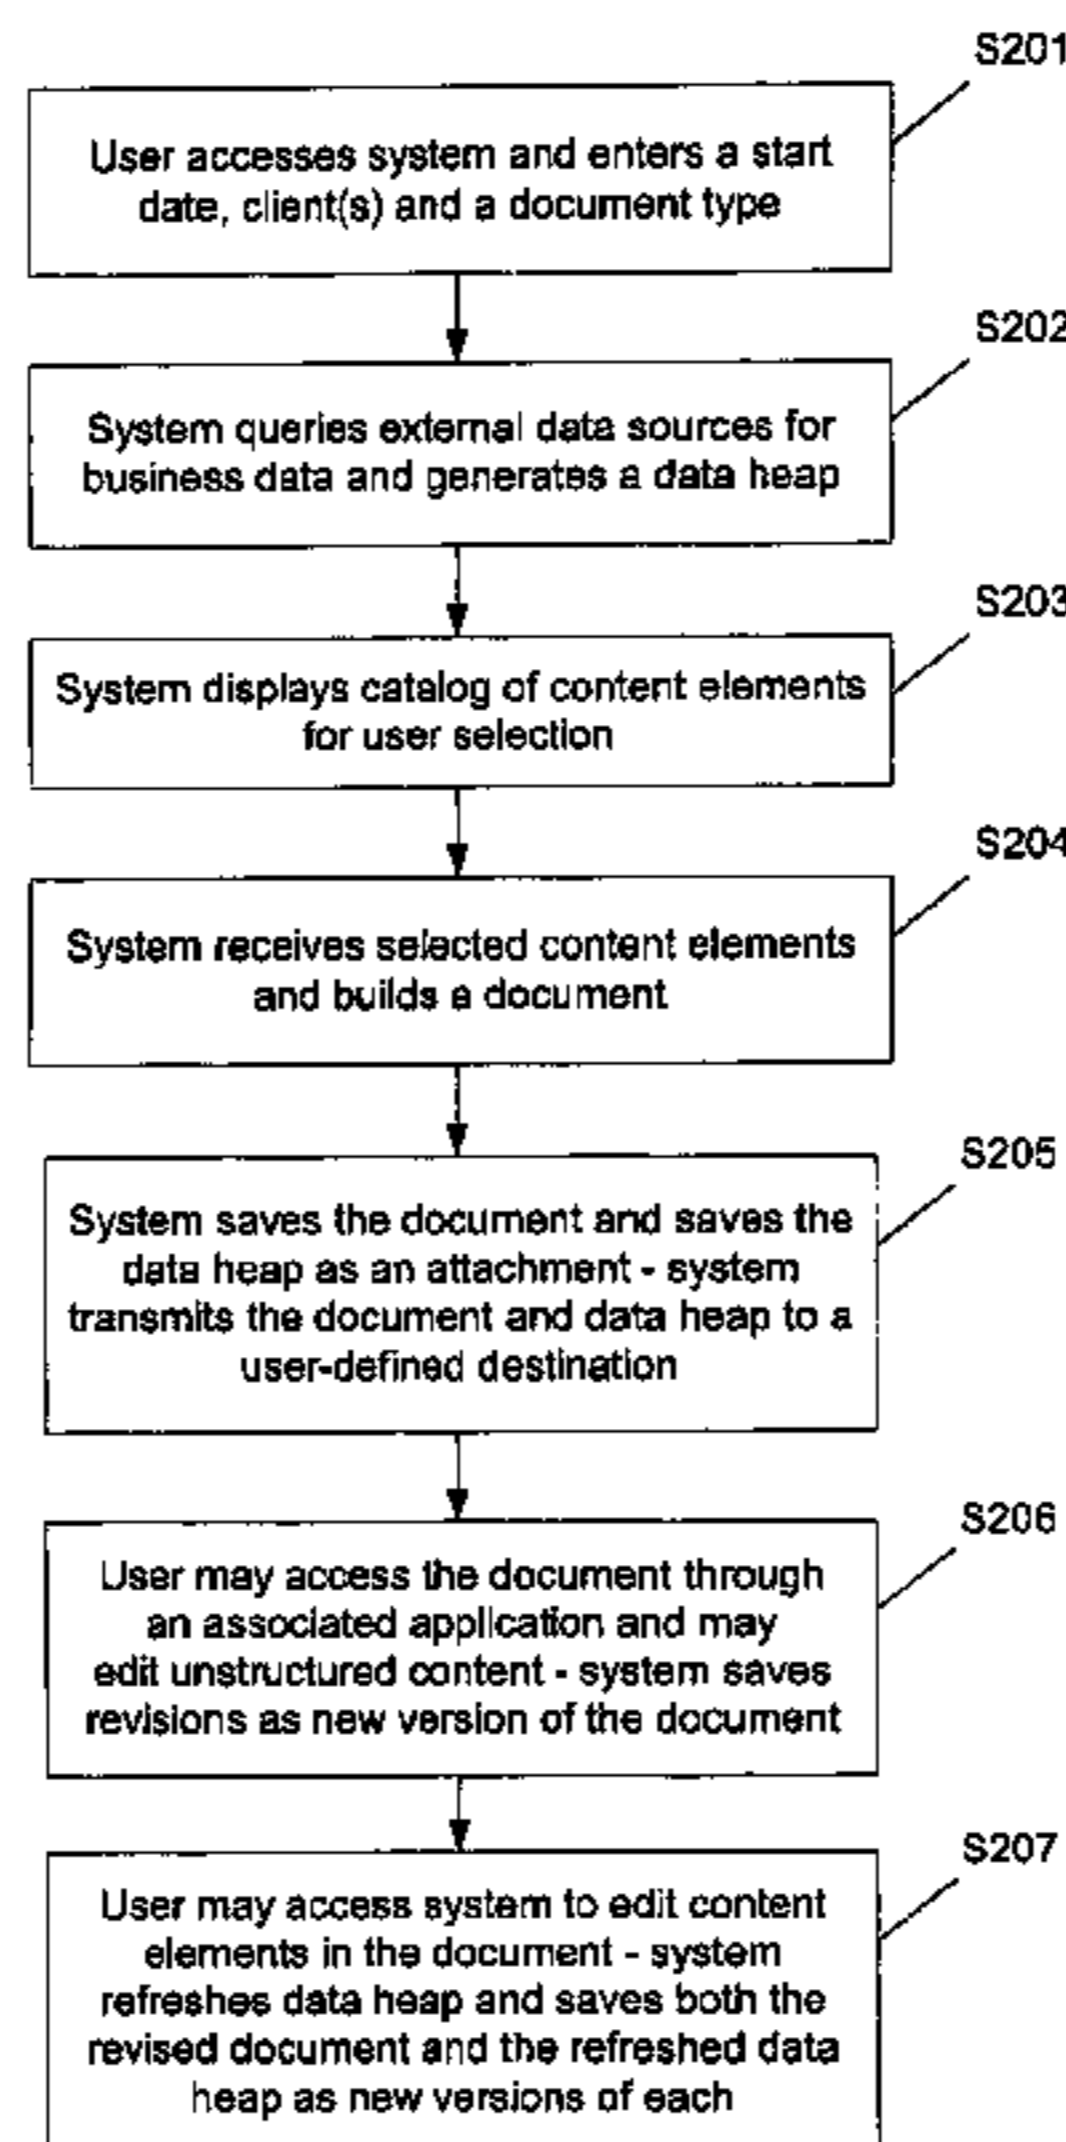 S201
User accesses system and enters a start
date, client(s) and a document type
S202
System queries external data sources for
business data and generates a data heap
S203
System displays catalog of content elements
for user selection
S204
System receives selected content elements
and builds a document
S205
System saves the document and saves the
data heap as an attachment - system
transmits the document and data heap to a
user-defined destination
S206
User may access the document through
an associated application and may
edit unstructured content - system saves
revisions as new version of the document
S207
User may access system to edit content
elements in the document - system
refreshes data heap and saves both the
revised document and the refreshed data
heap as new versions of each